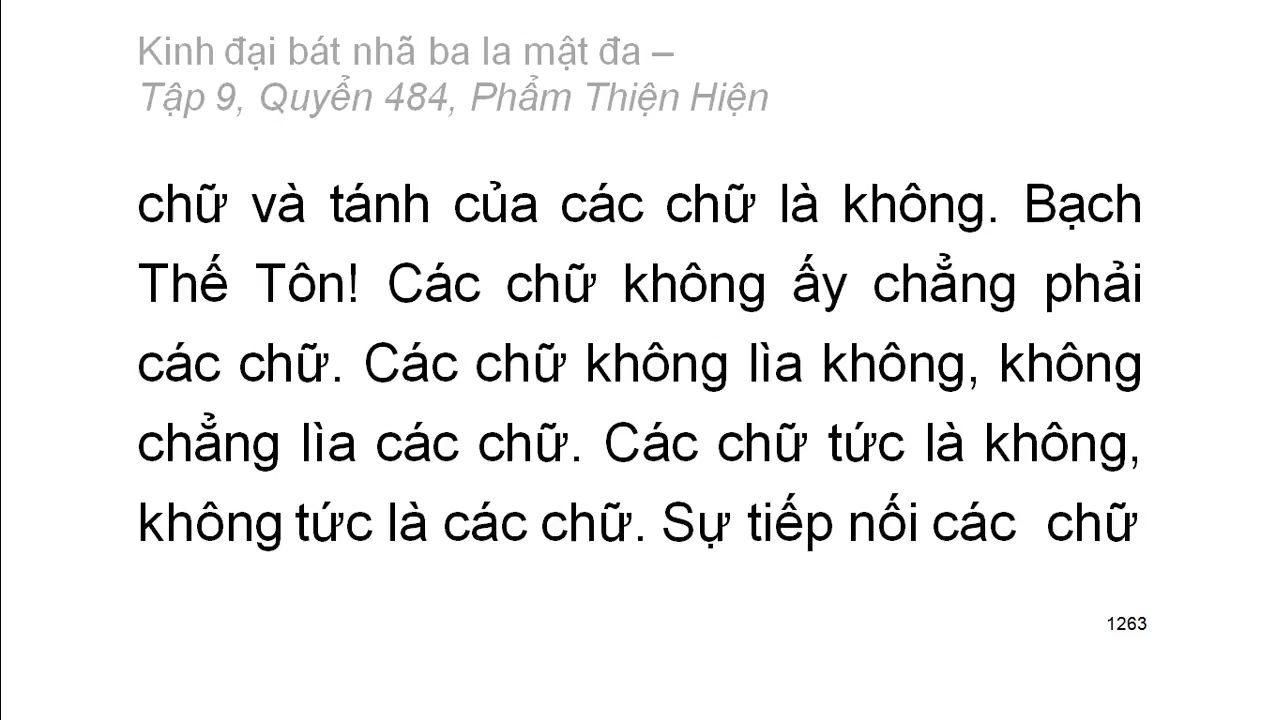 Kinh đại bát nhã ba la mật đa –
Tập 9, Quyển 484, Phẩm Thiện Hiện
chữ và tánh của các chữ là không. Bạch
Thế Tôn! Các chữ không ấy chẳng phải
các chữ. Các chữ không lìa không, không
chẳng lìa các chữ. Các chữ tức là không,
không tức là các chữ. Sự tiếp nối các chữ
1263